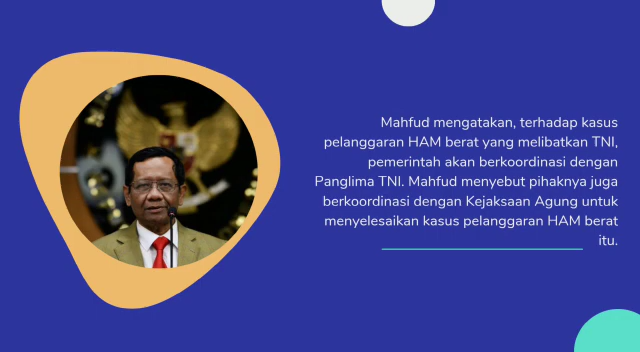 Mahfud mengatakan, terhadap kasus
pelanggaran HAM berat yang melibatkan TNI,
pemerintah akan berkoordinasi dengan
Panglima TNI. Mahfud menyebut pihaknya juga
berkoordinasi dengan Kejaksaan Agung untuk
menyelesaikan kasus pelanggaran HAM berat
itu.